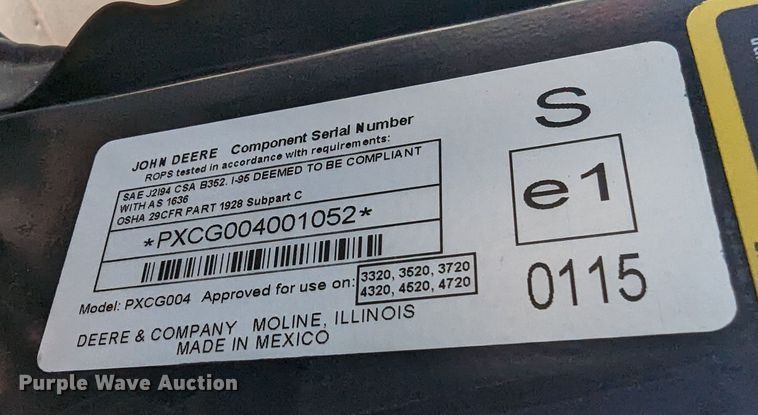 JOHN DEERE Component Serial Number
ROPS tested in accordance with requirements:
SAE J2194 CSA B352. I-95 DEEMED TO BE COMPLIANT
WITH AS 1636
OSHA 29CFR PART 1928 Subpart C
*PXCG004001052*
Model: PXCG004 Approved for use on: 3320, 3520, 3720
4320, 4520, 4720
DEERE & COMPANY MOLINE, ILLINOIS
MADE IN MEXICO
S
e1
0115
Purple Wave Auction